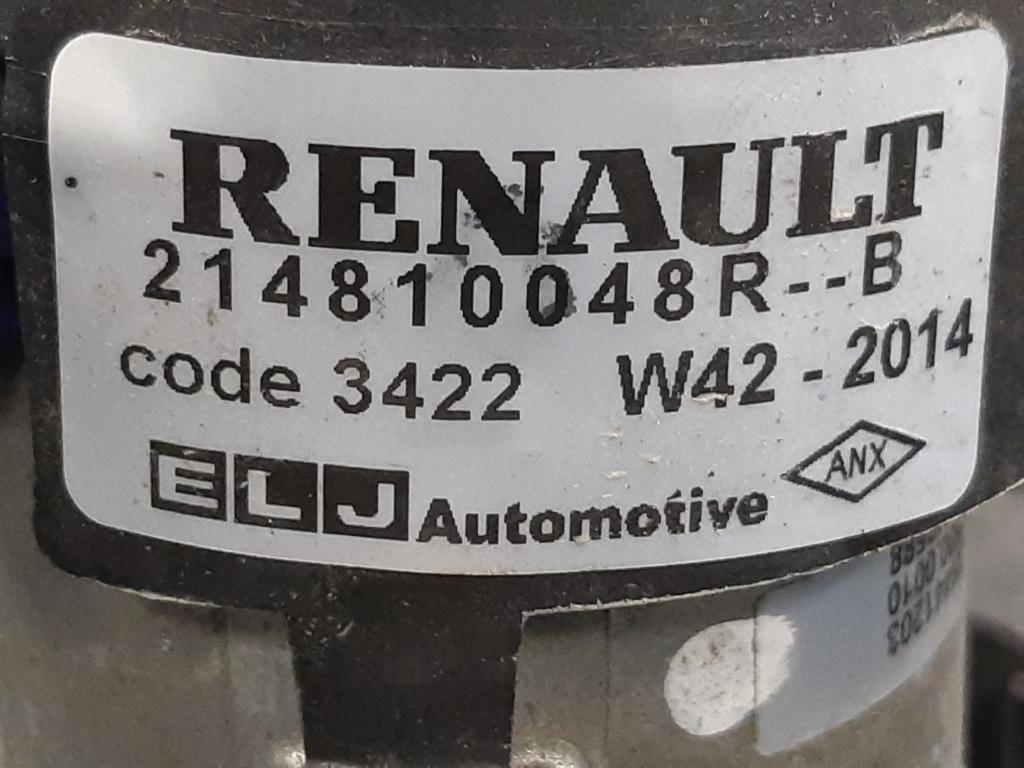 RENAULT
214810048R--B
code 3422 W42 - 2014
ELJ Automotive ANX